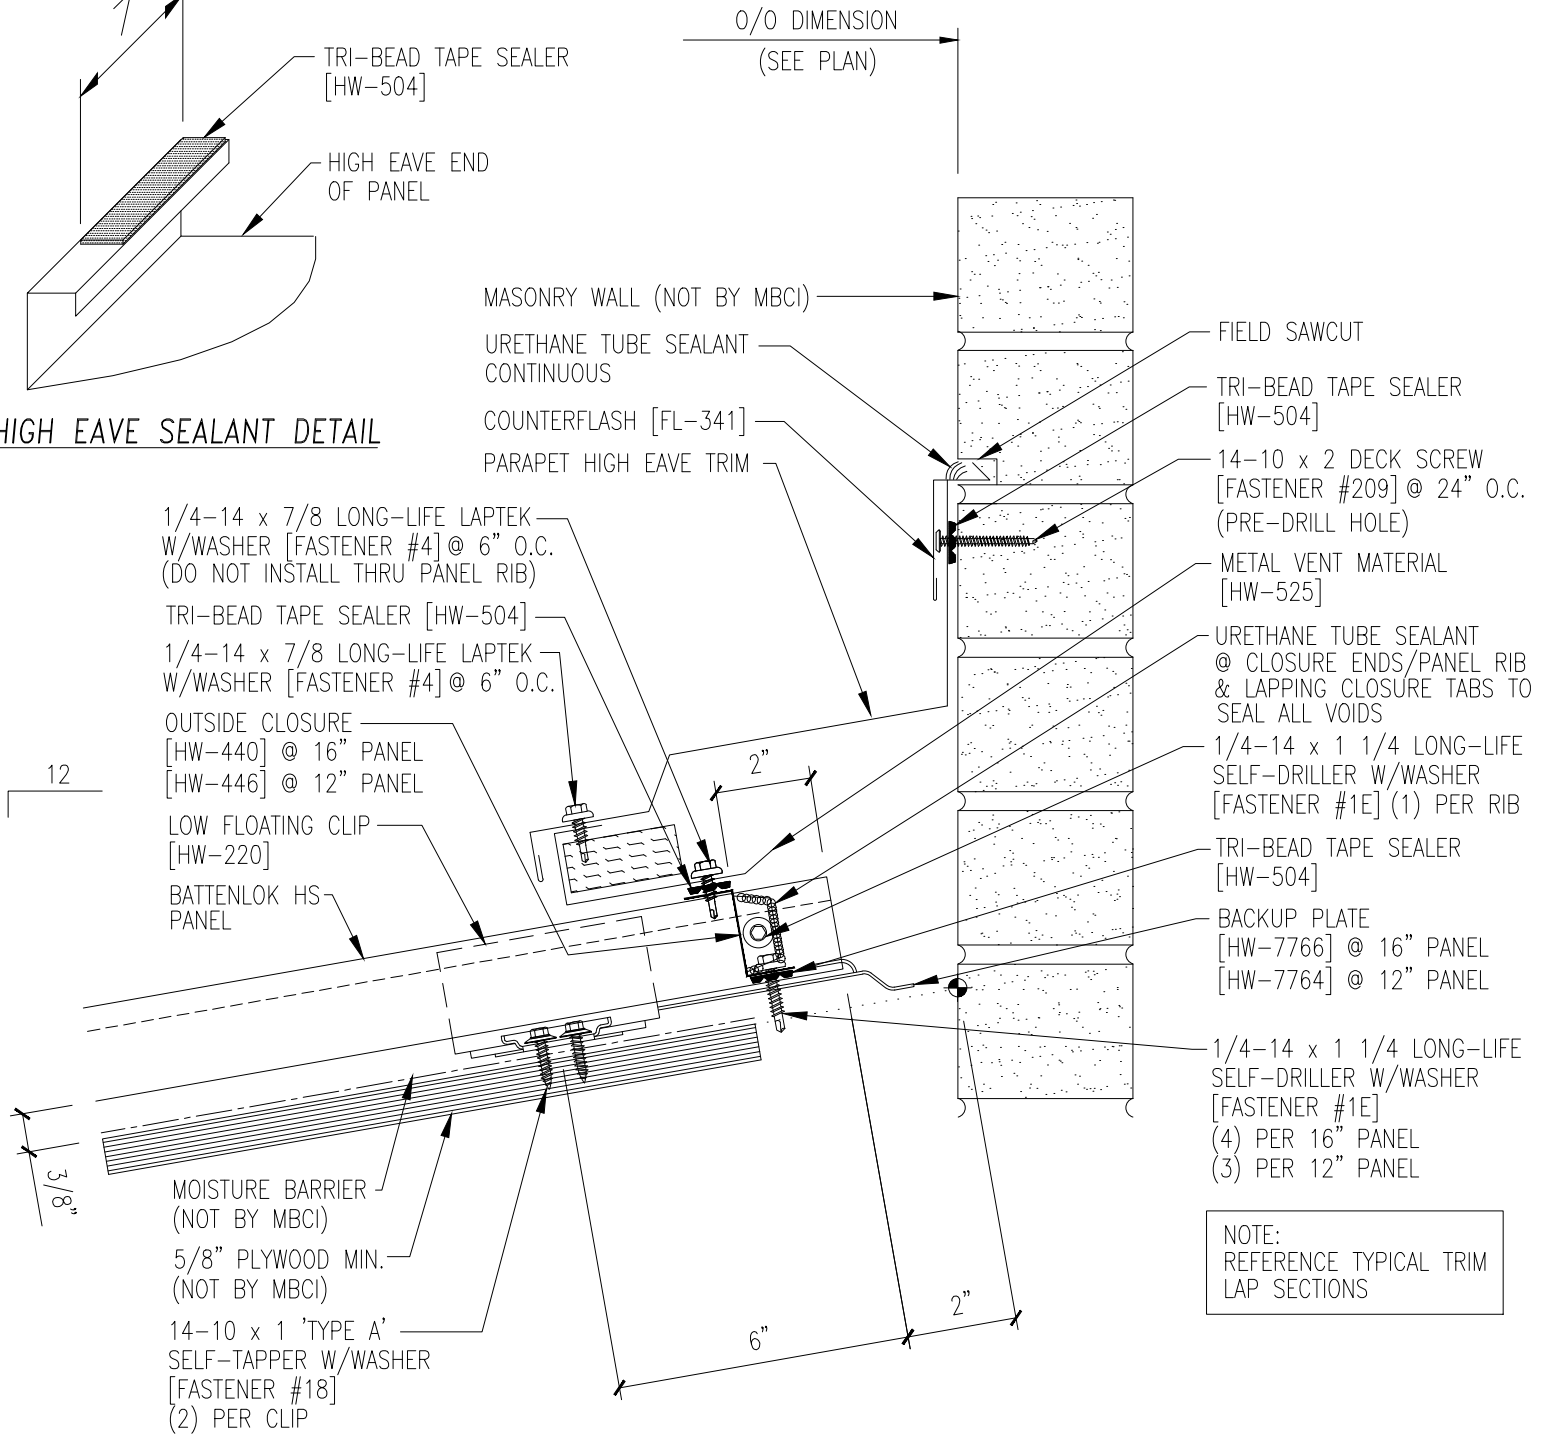 O/O DIMENSION
(SEE PLAN)
TRI-BEAD TAPE SEALER
[HW-504]
HIGH EAVE END
OF PANEL
HIGH EAVE SEALANT DETAIL
MASONRY WALL (NOT BY MBCI)
URETHANE TUBE SEALANT
CONTINUOUS
COUNTERFLASH [FL-341]
PARAPET HIGH EAVE TRIM
1/4-14 x 7/8 LONG-LIFE LAPTEK
W/WASHER [FASTENER #4] @ 6" O.C.
(DO NOT INSTALL THRU PANEL RIB)
TRI-BEAD TAPE SEALER [HW-504]
1/4-14 x 7/8 LONG-LIFE LAPTEK
W/WASHER [FASTENER #4] @ 6" O.C.
OUTSIDE CLOSURE
[HW-440] @ 16" PANEL
[HW-446] @ 12" PANEL
12
LOW FLOATING CLIP
[HW-220]
BATTENLOK HS
PANEL
FIELD SAWCUT
TRI-BEAD TAPE SEALER
[HW-504]
14-10 x 2 DECK SCREW
[FASTENER #209] @ 24" O.C.
(PRE-DRILL HOLE)
METAL VENT MATERIAL
[HW-525]
URETHANE TUBE SEALANT
@ CLOSURE ENDS/PANEL RIB
& LAPPING CLOSURE TABS TO
SEAL ALL VOIDS
1/4-14 x 1 1/4 LONG-LIFE
SELF-DRILLER W/WASHER
[FASTENER #1E] (1) PER RIB
TRI-BEAD TAPE SEALER
[HW-504]
BACKUP PLATE
[HW-7766] @ 16" PANEL
[HW-7764] @ 12" PANEL
1/4-14 x 1 1/4 LONG-LIFE
SELF-DRILLER W/WASHER
[FASTENER #1E]
(4) PER 16" PANEL
(3) PER 12" PANEL
2"
3/8"
MOISTURE BARRIER
(NOT BY MBCI)
5/8" PLYWOOD MIN.
(NOT BY MBCI)
14-10 x 1 'TYPE A'
SELF-TAPPER W/WASHER
[FASTENER #18]
(2) PER CLIP
6"
2"
NOTE:
REFERENCE TYPICAL TRIM
LAP SECTIONS